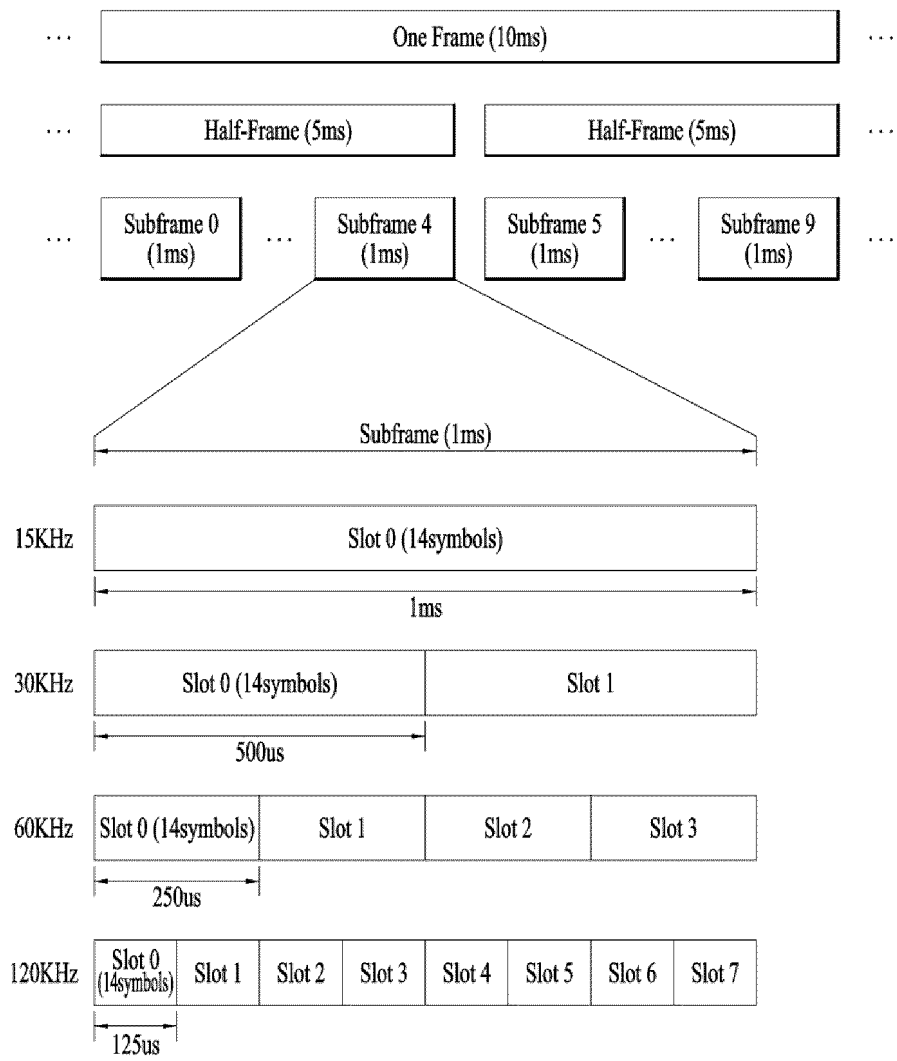 ... One Frame (10ms) ...
... Half-Frame (5ms) Half-Frame (5ms) ...
... Subframe 0 (1ms) ... Subframe 4 (1ms) Subframe 5 (1ms) ... Subframe 9 (1ms) ...
Subframe (1ms)
15KHz Slot 0 (14symbols)
1ms
30KHz Slot 0 (14symbols) Slot 1
500us
60KHz Slot 0 (14symbols) Slot 1 Slot 2 Slot 3
250us
120KHz Slot 0 (14symbols) Slot 1 Slot 2 Slot 3 Slot 4 Slot 5 Slot 6 Slot 7
125us